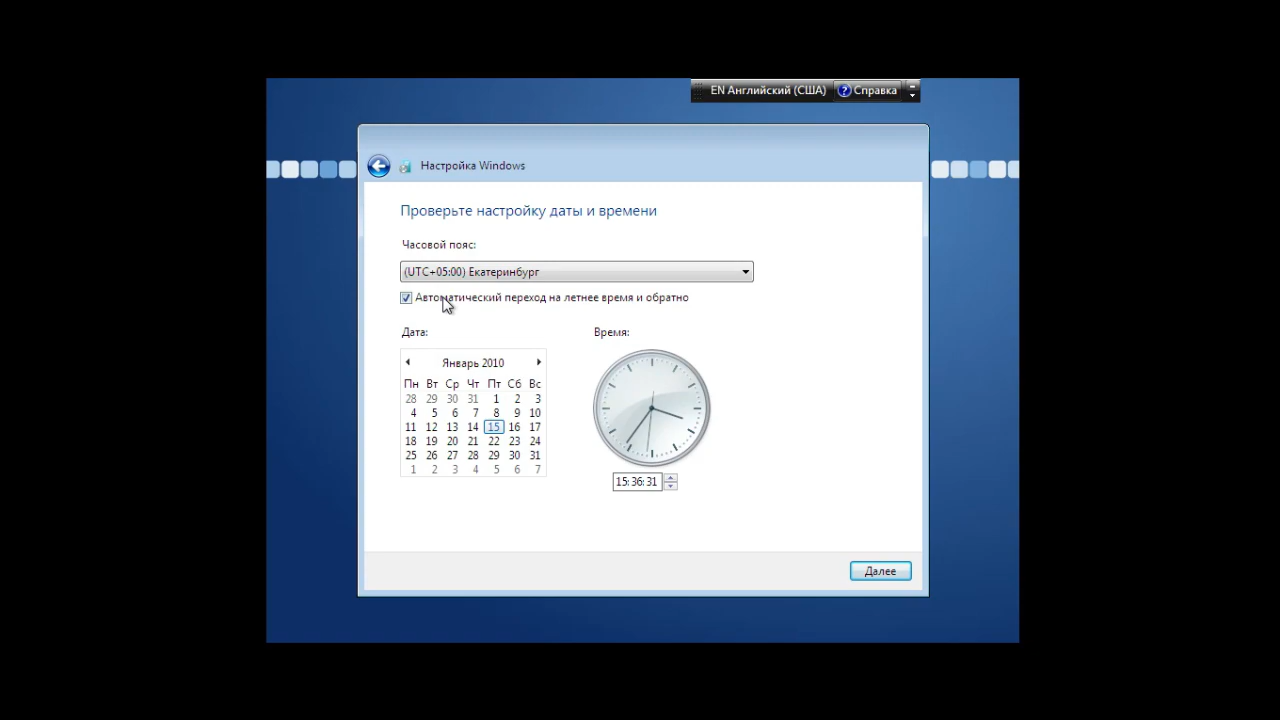 EN Английский (США) Справка
Настройка Windows
Проверьте настройку даты и времени
Часовой пояс:
(UTC+05:00) Екатеринбург
Автоматический переход на летнее время и обратно
Дата: Время:
Январь 2010
Пн Вт Ср Чт Пт Сб Вс
28 29 30 31 1 2 3
4 5 6 7 8 9 10
11 12 13 14 15 16 17
18 19 20 21 22 23 24
25 26 27 28 29 30 31
1 2 3 4 5 6 7
15:36:31
Далее